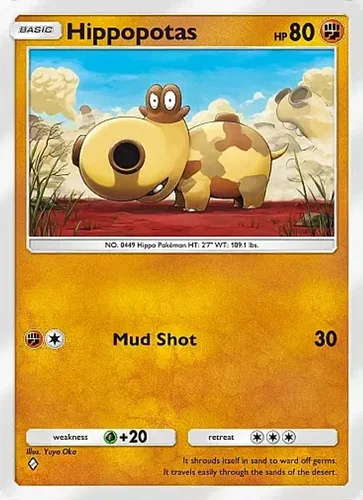 BASIC Hippopotas HP 80
NO. 0449 Hippo Pokémon HT: 2'7" WT: 109.1 lbs.
Mud Shot 30
weakness +20 retreat
Illus. Yuya Oka
It shrouds itself in sand to ward off germs.
It travels easily through the sands of the desert.